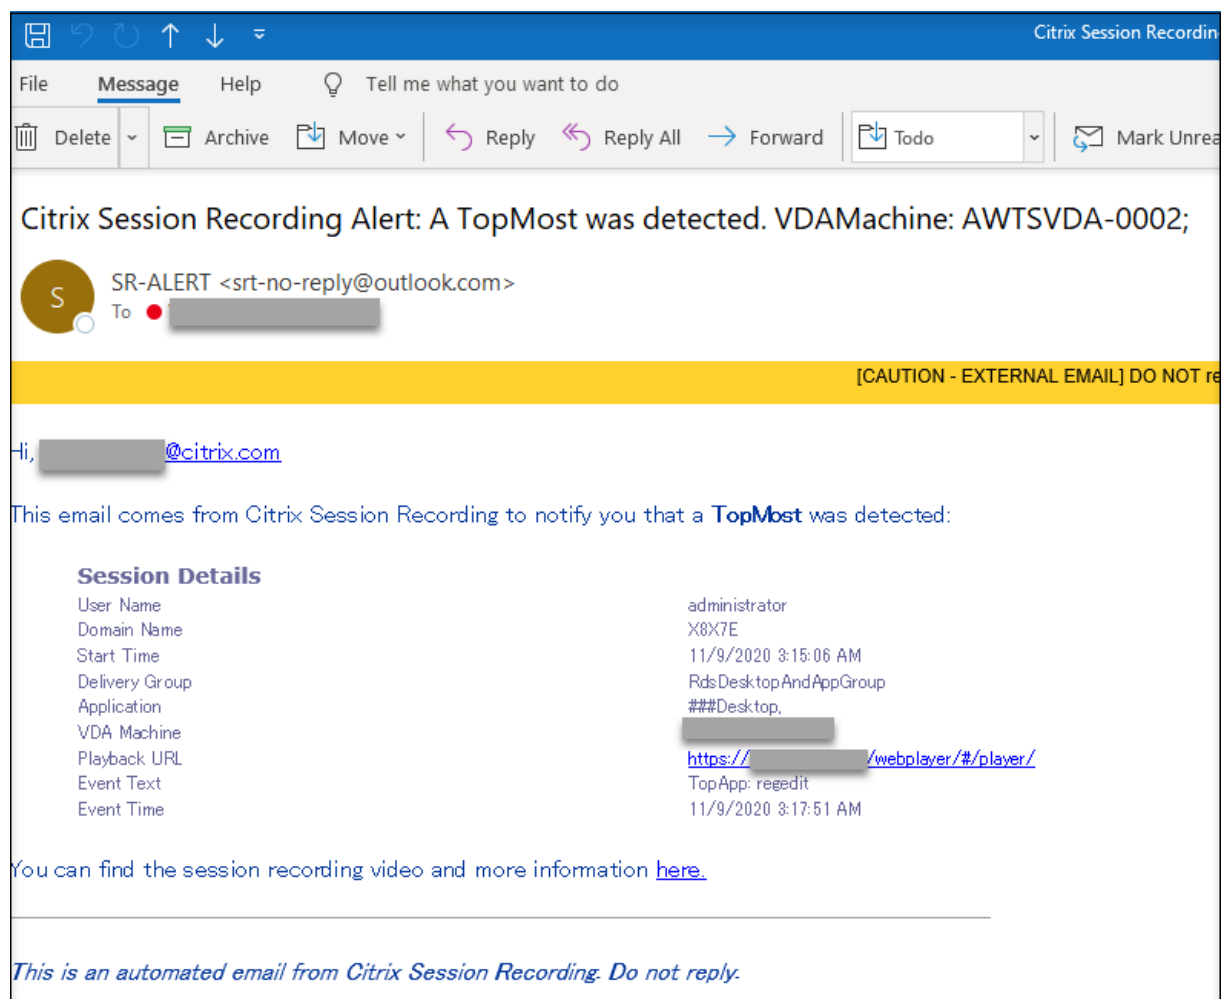 Citrix Session Recordin
File Message Help Tell me what you want to do
Delete Archive Move Reply Reply All Forward Todo Mark Unrea
Citrix Session Recording Alert: A TopMost was detected. VDAMachine: AWTSVDA-0002;
S
SR-ALERT <srt-no-reply@outlook.com>
To
[CAUTION - EXTERNAL EMAIL] DO NOT re
Hi, @citrix.com
This email comes from Citrix Session Recording to notify you that a TopMost was detected:
Session Details
User Name administrator
Domain Name X8X7E
Start Time 11/9/2020 3:15:06 AM
Delivery Group RdsDesktopAndAppGroup
Application ###Desktop,
VDA Machine
Playback URL https:// /webplayer/#/player/
Event Text TopApp: regedit
Event Time 11/9/2020 3:17:51 AM
You can find the session recording video and more information here.
This is an automated email from Citrix Session Recording. Do not reply.